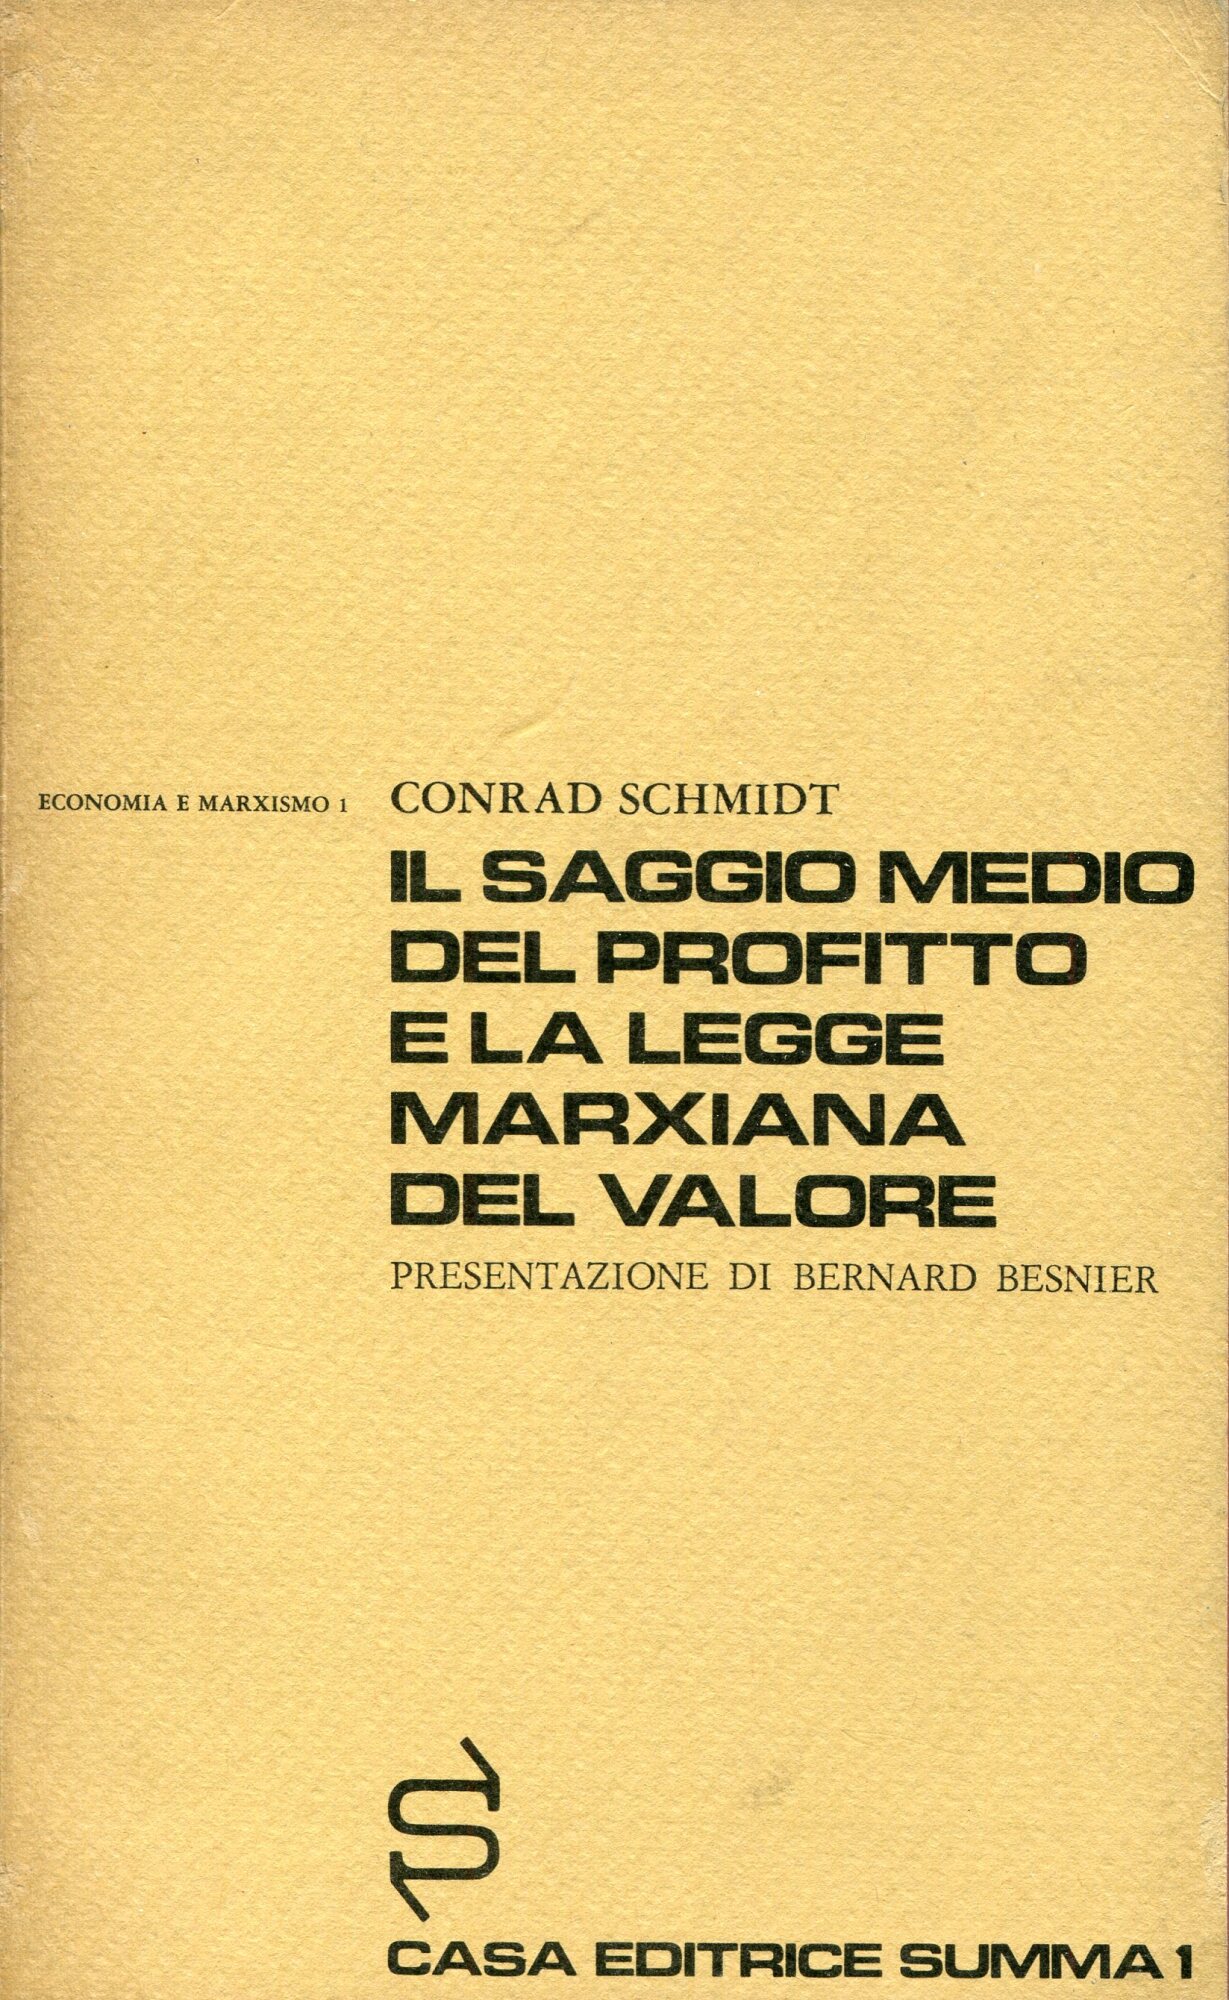 ECONOMIA E MARXISMO 1
CONRAD SCHMIDT
IL SAGGIO MEDIO
DEL PROFITTO
E LA LEGGE
MARXIANA
DEL VALORE
PRESENTAZIONE DI BERNARD BESNIER
CASA EDITRICE SUMMA 1